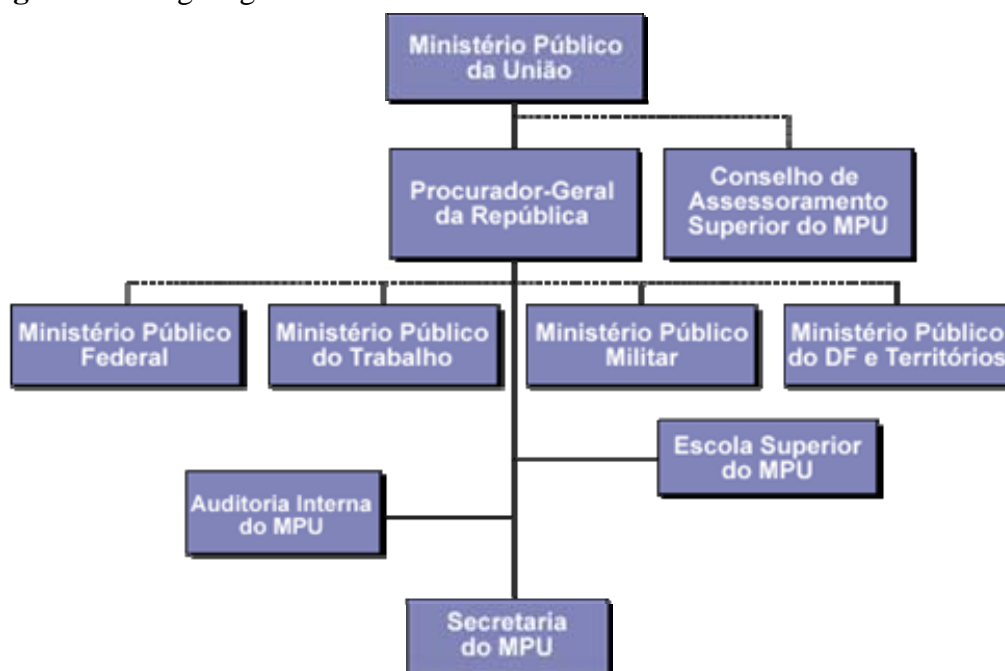 Ministério Público
da União
Procurador-Geral
da República
Conselho de
Assessoramento
Superior do MPU
Ministério Público
Federal
Ministério Público
do Trabalho
Ministério Público
Militar
Ministério Público
do DF e Territórios
Escola Superior
do MPU
Auditoria Interna
do MPU
Secretaria
do MPU